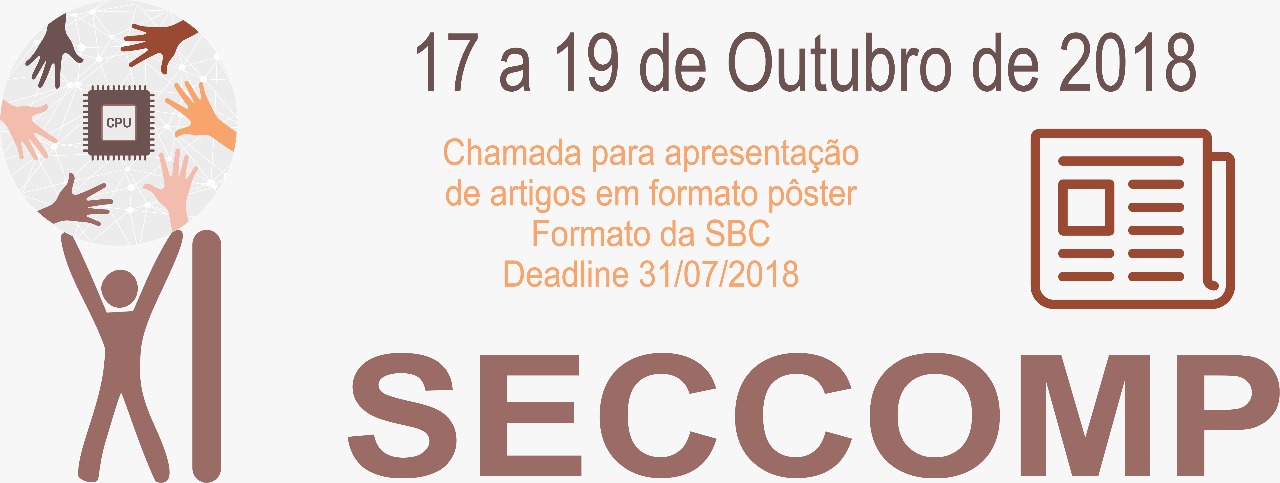 17 a 19 de Outubro de 2018
CPU
Chamada para apresentação
de artigos em formato pôster
Formato da SBC
Deadline 31/07/2018
XI SECCOMP